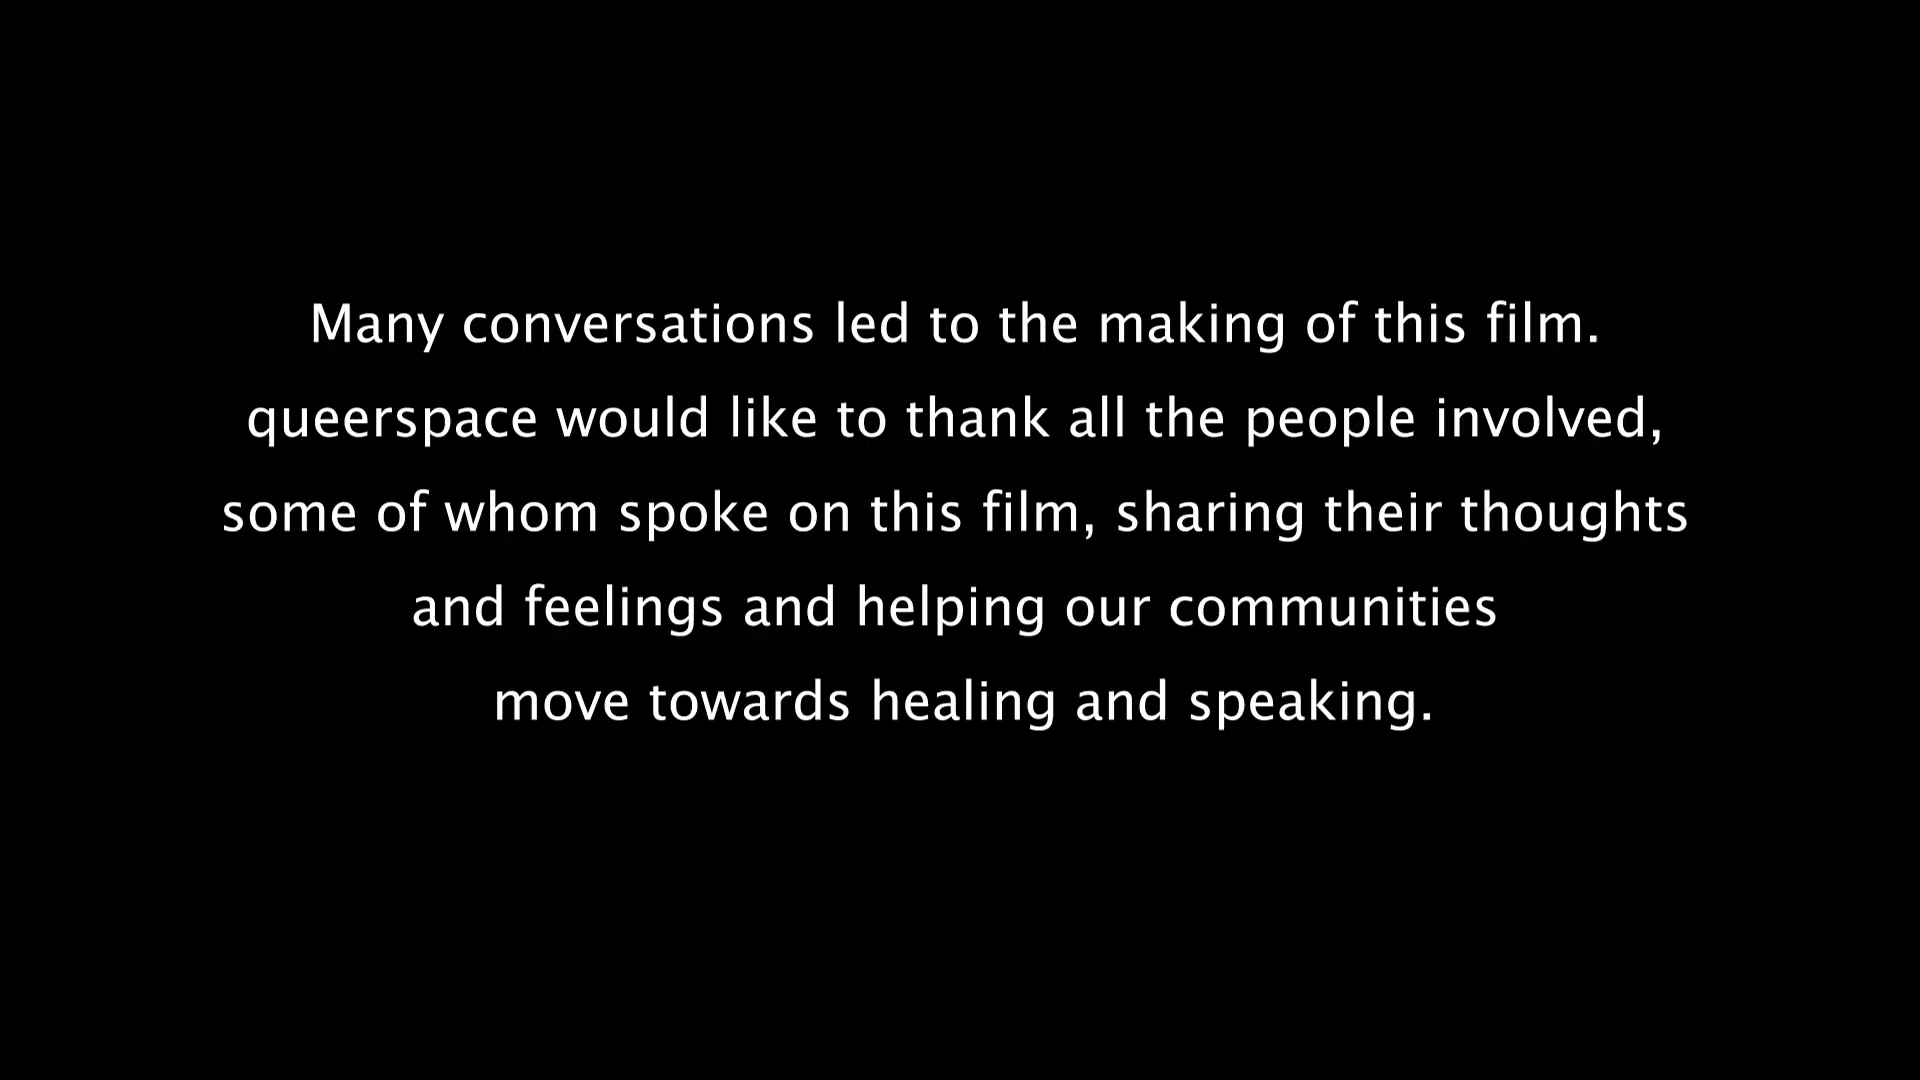 Many conversations led to the making of this film.
queerspace would like to thank all the people involved,
some of whom spoke on this film, sharing their thoughts
and feelings and helping our communities
move towards healing and speaking.